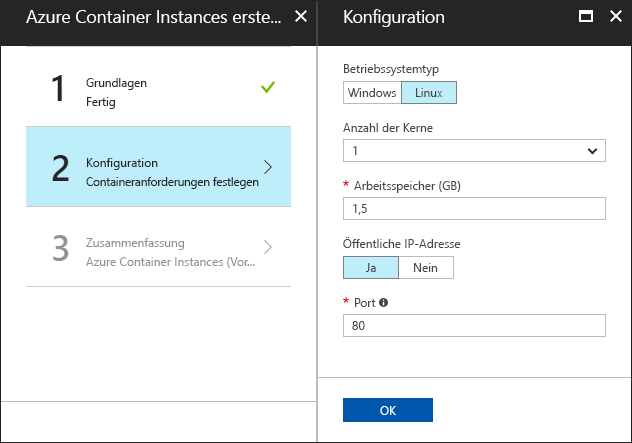 Azure Container Instances erste...
1
Grundlagen
Fertig
2
Konfiguration
Containeranforderungen festlegen
3
Zusammenfassung
Azure Container Instances (Vor...
Konfiguration
Betriebssystemtyp
Windows Linux
Anzahl der Kerne
1
* Arbeitsspeicher (GB)
1,5
Öffentliche IP-Adresse
Ja Nein
* Port
80
OK